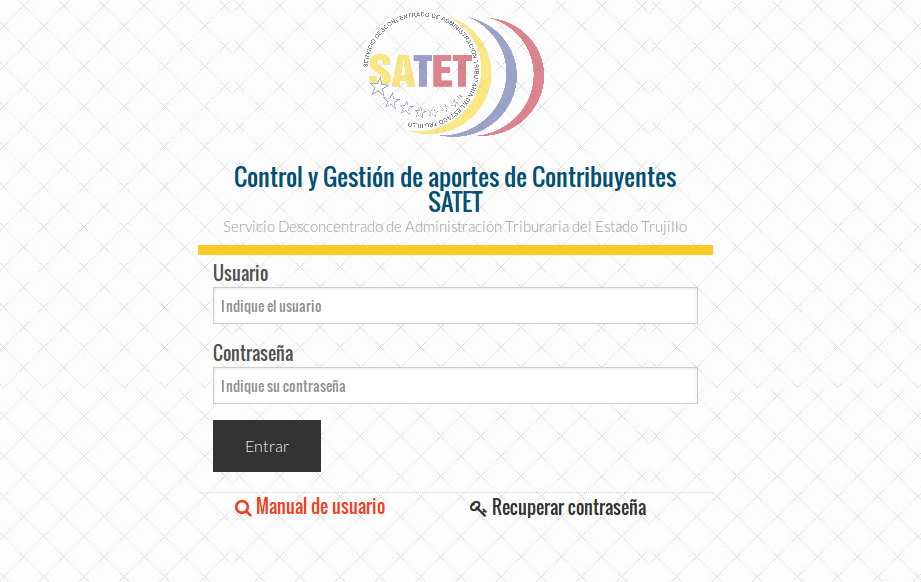 SERVICIO DESCONCENTRADO DE ADMINISTRACIÓN TRIBUTARIA DEL ESTADO TRUJILLO
SATET
Control y Gestión de aportes de Contribuyentes
SATET
Servicio Desconcentrado de Administración Triburaria del Estado Trujillo
Usuario
Indique el usuario
Contraseña
Indique su contraseña
Entrar
Manual de usuario
Recuperar contraseña